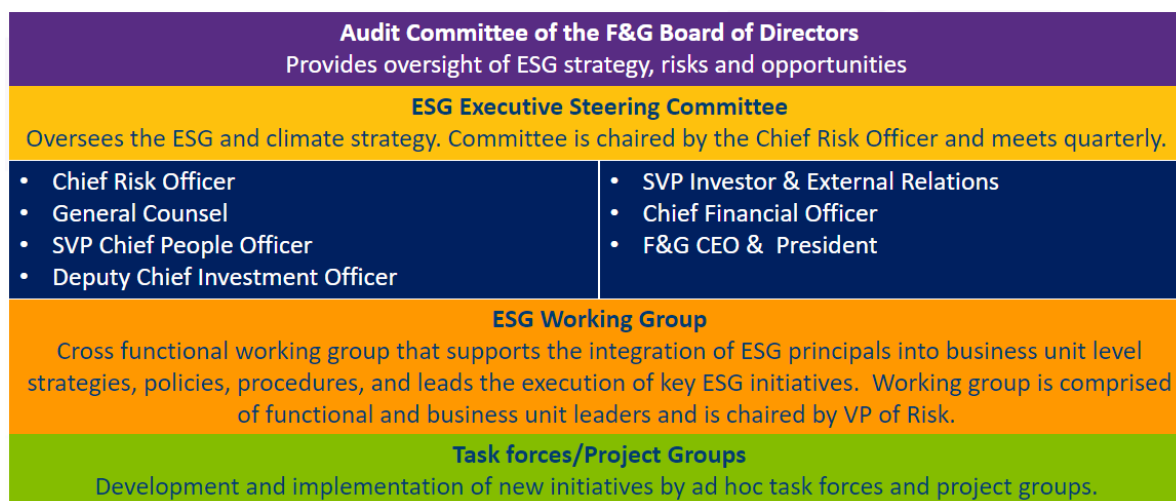 Audit Committee of the F&G Board of Directors
Provides oversight of ESG strategy, risks and opportunities
ESG Executive Steering Committee
Oversees the ESG and climate strategy. Committee is chaired by the Chief Risk Officer and meets quarterly.
• Chief Risk Officer
• General Counsel
• SVP Chief People Officer
• Deputy Chief Investment Officer
• SVP Investor & External Relations
• Chief Financial Officer
• F&G CEO & President
ESG Working Group
Cross functional working group that supports the integration of ESG principals into business unit level
strategies, policies, procedures, and leads the execution of key ESG initiatives. Working group is comprised
of functional and business unit leaders and is chaired by VP of Risk.
Task forces/Project Groups
Development and implementation of new initiatives by ad hoc task forces and project groups.